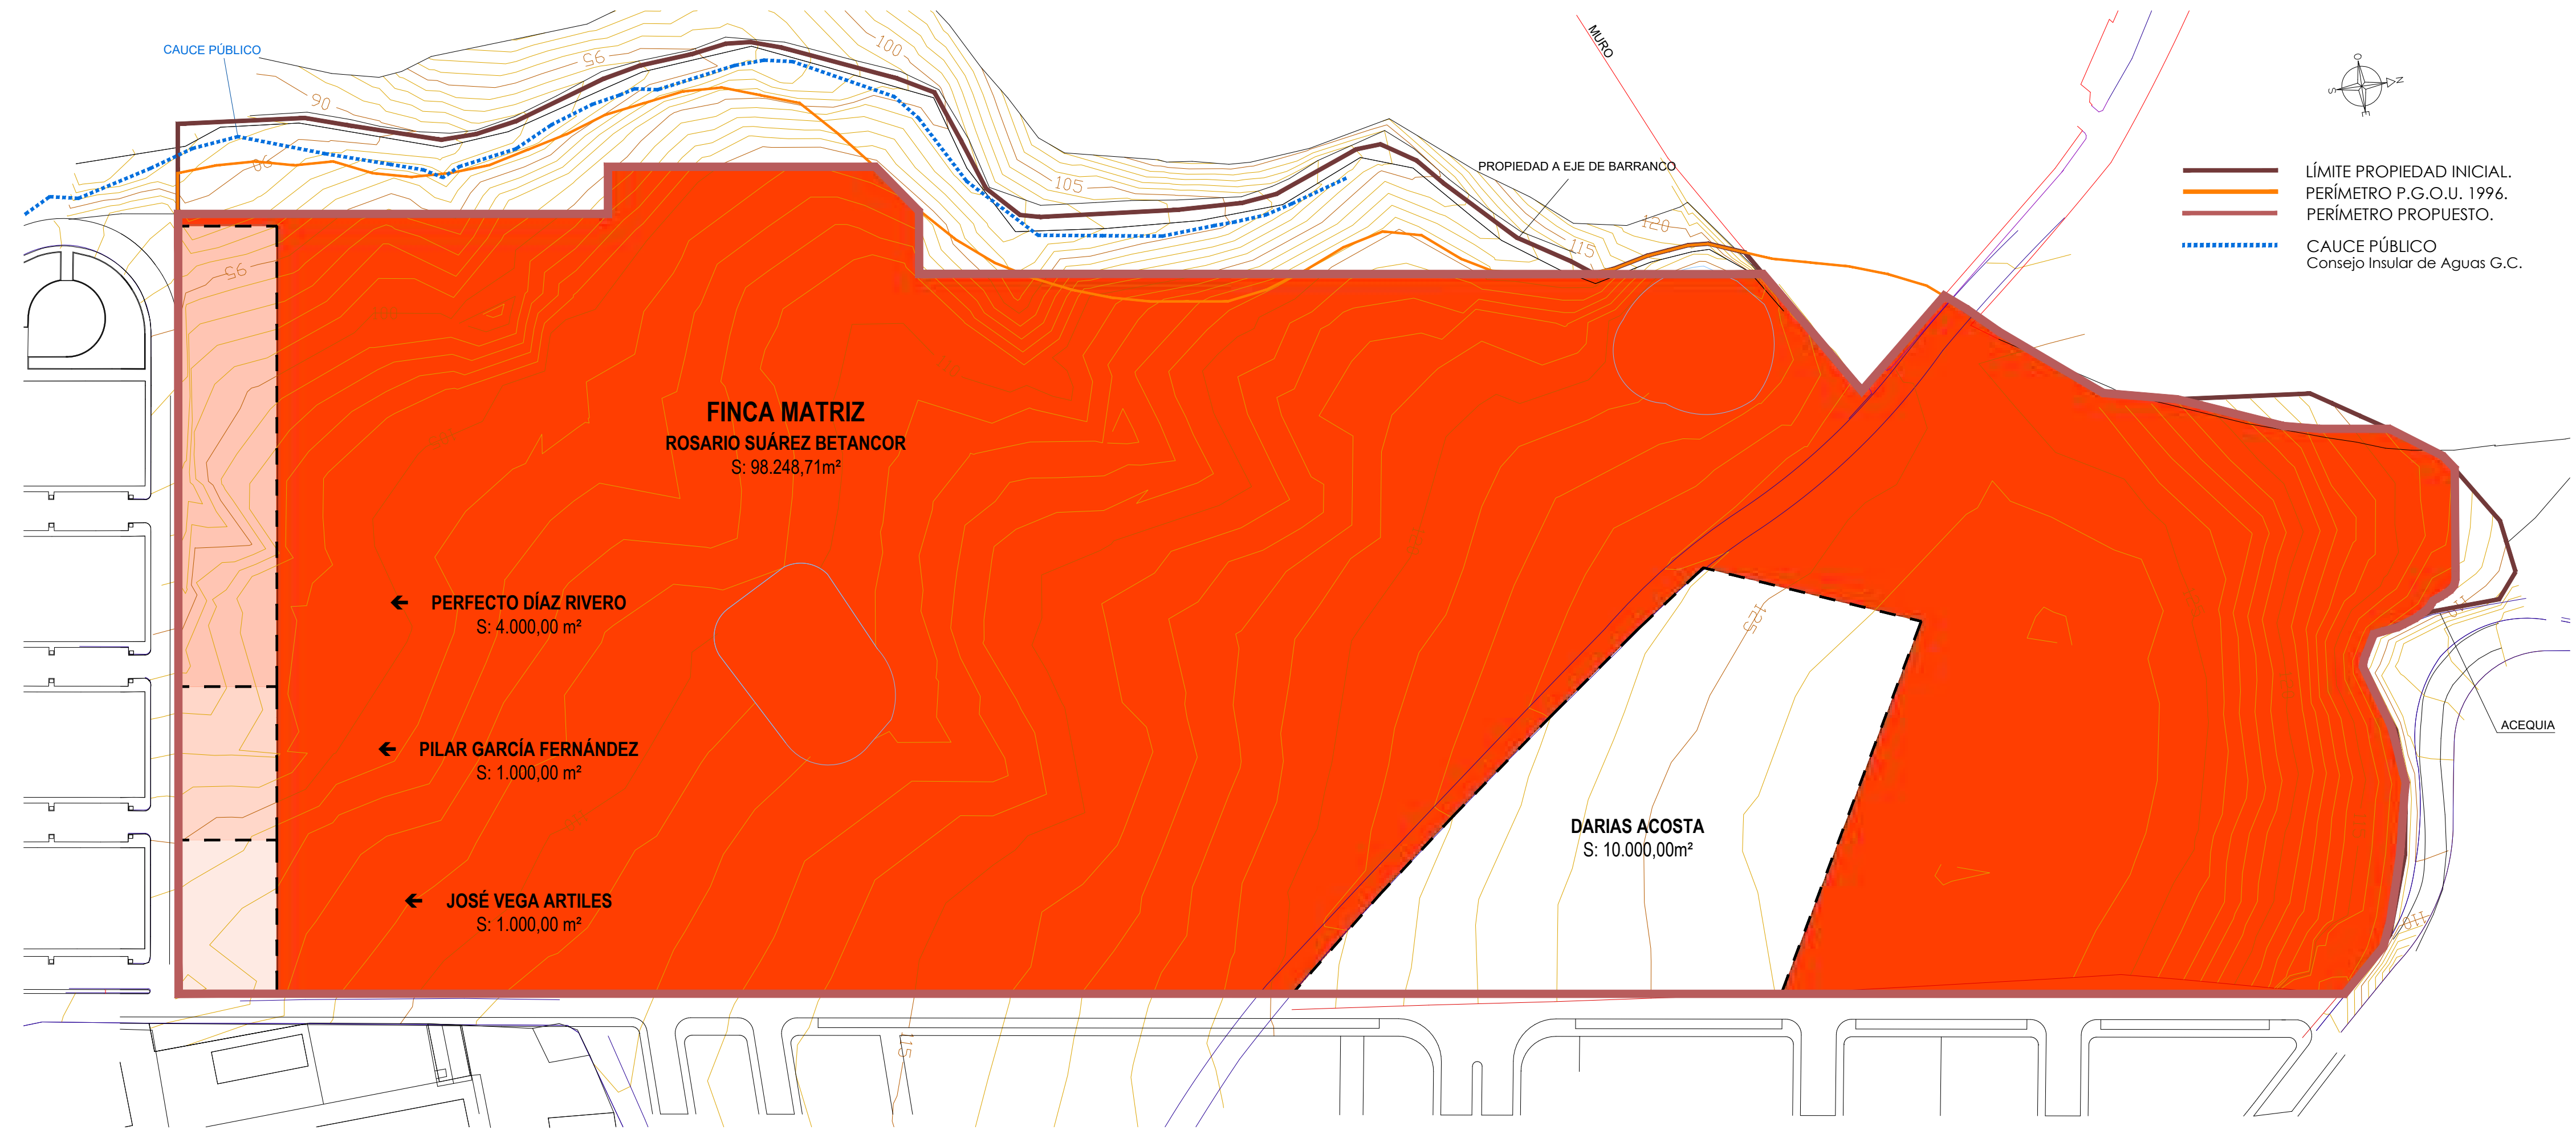 CAUCE PÚBLICO
95
100
90
90
105
MURO
PROPIEDAD A EJE DE BARRANCO
120
115
O
N
S
E
LÍMITE PROPIEDAD INICIAL.
PERÍMETRO P.G.O.U. 1996.
PERÍMETRO PROPUESTO.
CAUCE PÚBLICO
Consejo Insular de Aguas G.C.
95
FINCA MATRIZ
ROSARIO SUÁREZ BETANCOR
S: 98.248,71m²
PERFECTO DÍAZ RIVERO
S: 4.000,00 m²
PILAR GARCÍA FERNÁNDEZ
S: 1.000,00 m²
JOSÉ VEGA ARTILES
S: 1.000,00 m²
125
DARIAS ACOSTA
S: 10.000,00m²
ACEQUIA
110
115